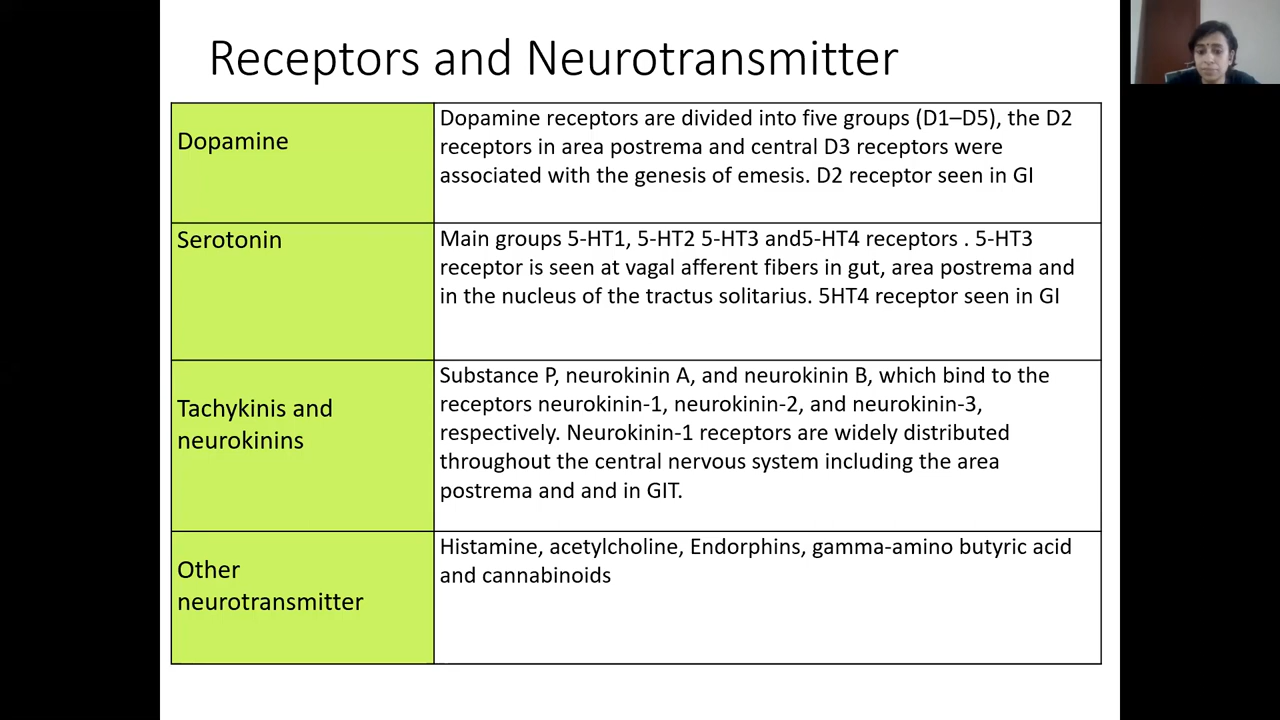 Receptors and Neurotransmitter
Dopamine
Dopamine receptors are divided into five groups (D1–D5), the D2
receptors in area postrema and central D3 receptors were
associated with the genesis of emesis. D2 receptor seen in GI
Serotonin
Main groups 5-HT1, 5-HT2 5-HT3 and5-HT4 receptors . 5-HT3
receptor is seen at vagal afferent fibers in gut, area postrema and
in the nucleus of the tractus solitarius. 5HT4 receptor seen in GI
Tachykinis and
neurokinins
Substance P, neurokinin A, and neurokinin B, which bind to the
receptors neurokinin-1, neurokinin-2, and neurokinin-3,
respectively. Neurokinin-1 receptors are widely distributed
throughout the central nervous system including the area
postrema and and in GIT.
Other
neurotransmitter
Histamine, acetylcholine, Endorphins, gamma-amino butyric acid
and cannabinoids